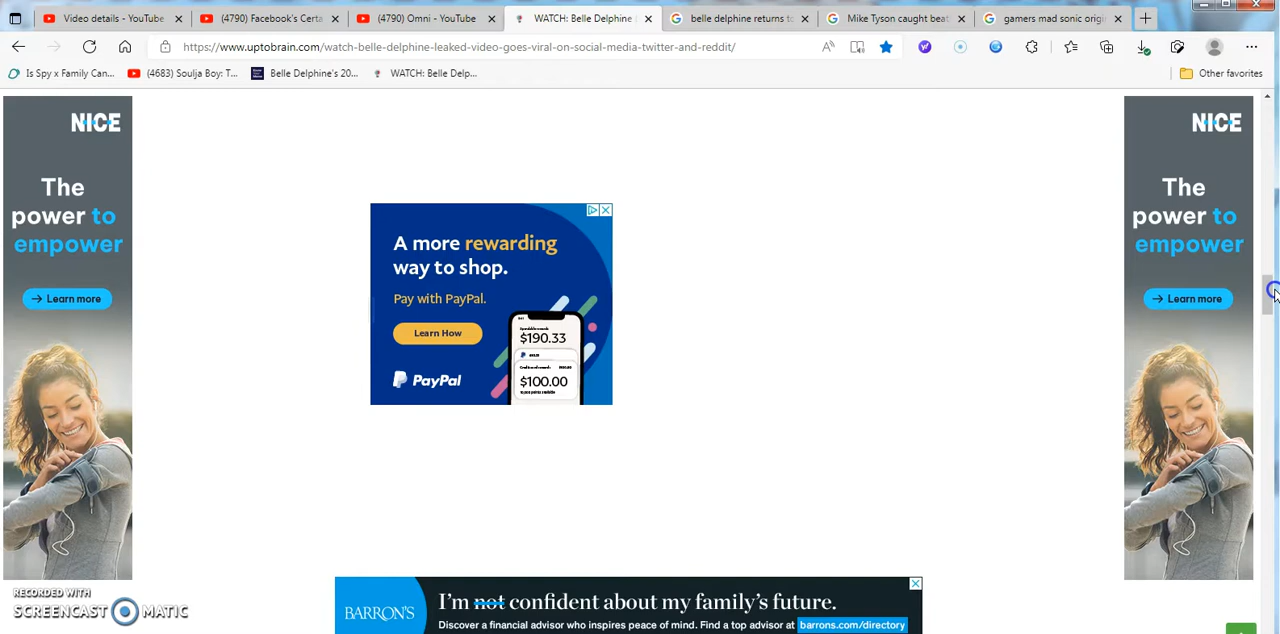 Video details - YouTube
(4790) Facebook's Certa
(4790) Omni - YouTube
WATCH: Belle Delphine
belle delphine returns to
Mike Tyson caught beat
gamers mad sonic orig
https://www.uptobrain.com/watch-belle-delphine-leaked-video-goes-viral-on-social-media-twitter-and-reddit/
Is Spy x Family Can...
(4683) Soulja Boy: T...
Belle Delphine's 20...
WATCH: Belle Delp...
Other favorites
NICE
The
power to
empower
→ Learn more
A more rewarding
way to shop.
Pay with PayPal.
Learn How
PayPal
$190.33
$100.00
NICE
The
power to
empower
→ Learn more
RECORDED WITH
SCREENCAST MATIC
BARRON'S
I'm not confident about my family's future.
Discover a financial advisor who inspires peace of mind. Find a top advisor at barrons.com/directory